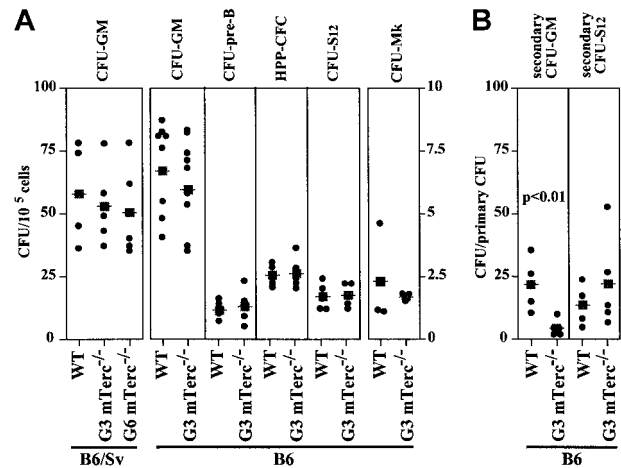 A
B
CFU-GM
CFU-GM
CFU-pre-B
HPP-CFC
CFU-S12
CFU-Mk
secondary
CFU-GM
secondary
CFU-S12
100
75
50
25
0
CFU/10 5 cells
10
7.5
5
2.5
0
100
75
50
25
0
CFU/primary CFU
p<0.01
WT
G3 mTerc-/-
G6 mTerc-/-
WT
G3 mTerc-/-
WT
G3
WT
G3
WT
G3
WT
G3 mTerc-/-
WT
G3 mTerc-/-
WT
G3 mTerc-/-
B6/Sv
B6
B6